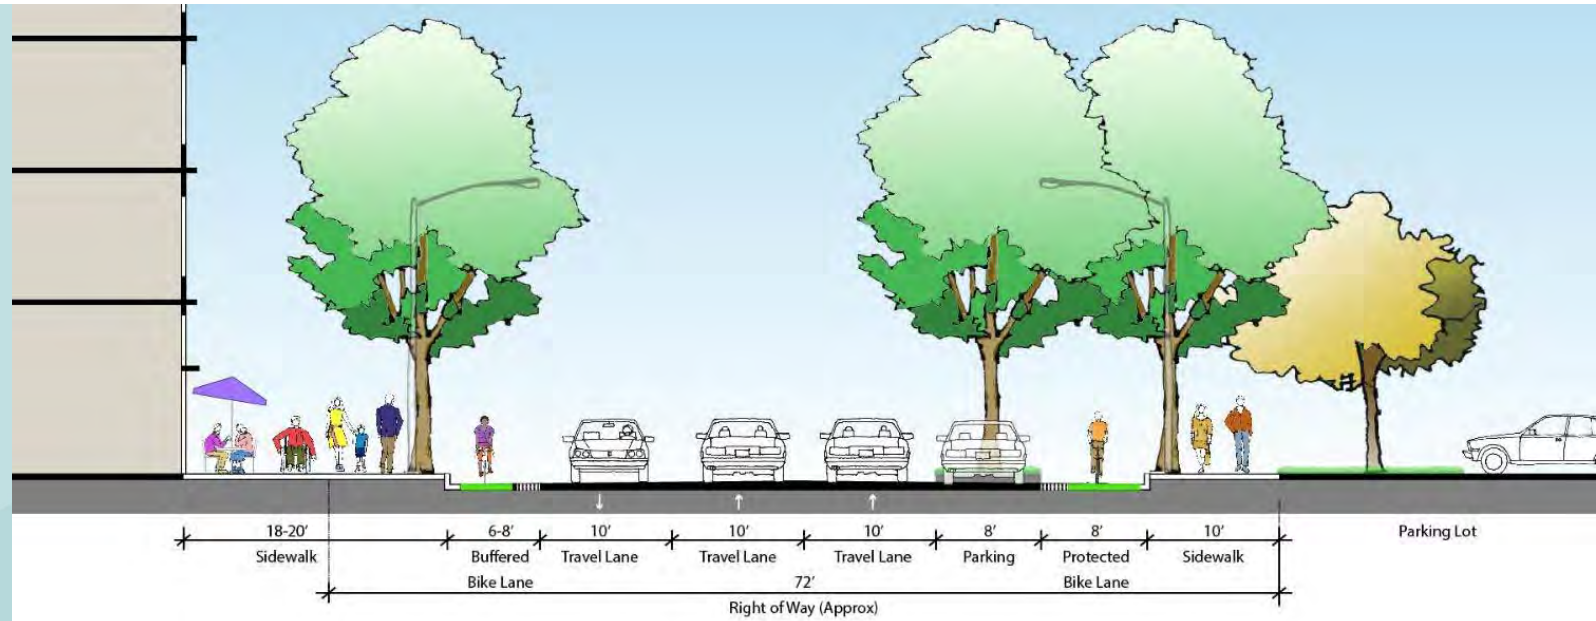 18-20' 6-8' 10' 10' 10' 8' 8' 10' Parking Lot
Sidewalk Buffered Travel Lane Travel Lane Travel Lane Parking Protected Sidewalk
Bike Lane 72' Bike Lane
Right of Way (Approx)